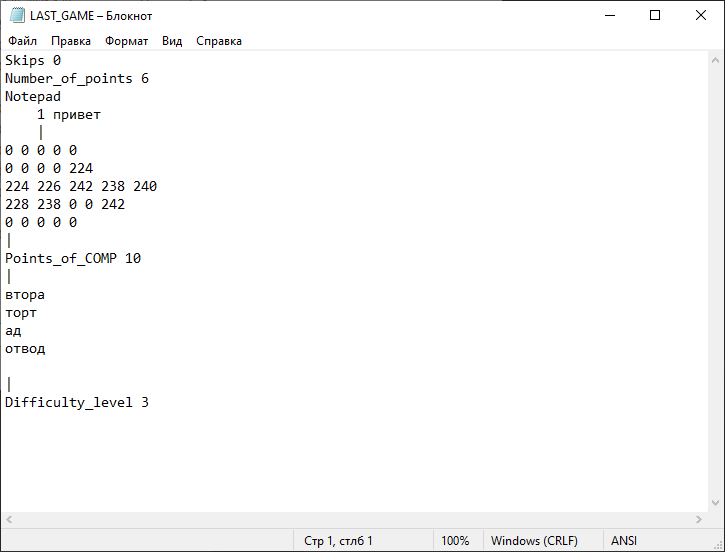 LAST_GAME – Блокнот
Файл Правка Формат Вид Справка
Skips 0
Number_of_points 6
Notepad
    1 привет
    |
0 0 0 0 0
0 0 0 0 224
224 226 242 238 240
228 238 0 0 242
0 0 0 0 0
|
Points_of_COMP 10
|
втора
торт
ад
отвод
|
Difficulty_level 3
Стр 1, стлб 1 100% Windows (CRLF) ANSI